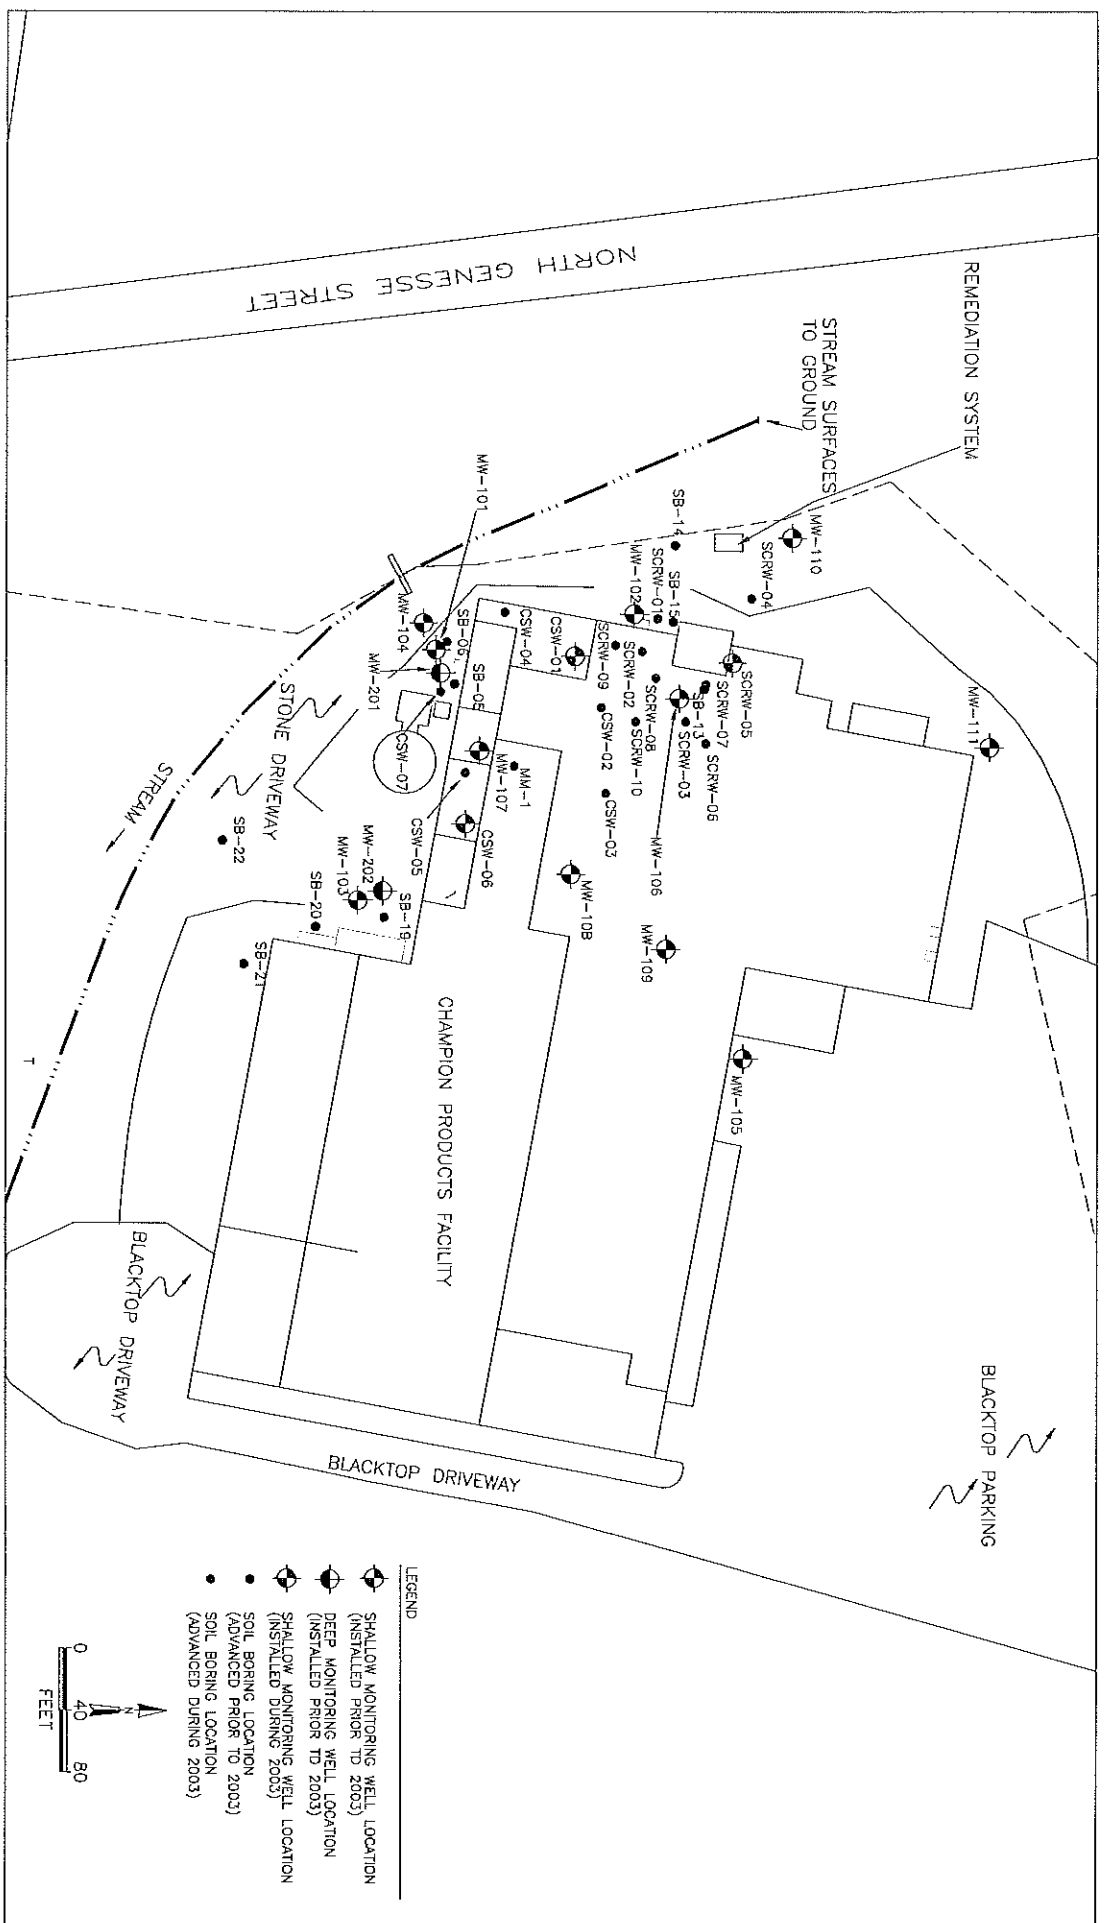 NORTH GENESSE STREET
REMEDIATION SYSTEM
STREAM SURFACES
TO GROUND
MW-110
SCRW-04
SB-14
SB-15
SCRW-01
MW-102
MW-111
SCRW-05
SCRW-07
SB-13
SCRW-06
SCRW-03
SCRW-08
SCRW-02
SCRW-10
SCRW-09
CSW-02
CSW-03
MW-106
CSW-01
CSW-04
MW-101
SB-06
SB-05
MW-104
MW-201
CSW-07
MM-1
MW-107
CSW-06
CSW-05
MW-10B
MW-109
MW-105
STONE DRIVEWAY
STREAM
SB-22
MW-202
MW-103
SB-19
SB-20
SB-21
T
CHAMPION PRODUCTS FACILITY
BLACKTOP DRIVEWAY
BLACKTOP DRIVEWAY
BLACKTOP PARKING
LEGEND
SHALLOW MONITORING WELL LOCATION
(INSTALLED PRIOR TO 2003)
DEEP MONITORING WELL LOCATION
(INSTALLED PRIOR TO 2003)
SHALLOW MONITORING WELL LOCATION
(INSTALLED DURING 2003)
SOIL BORING LOCATION
(ADVANCED PRIOR TO 2003)
SOIL BORING LOCATION
(ADVANCED DURING 2003)
N
0 40 80
FEET